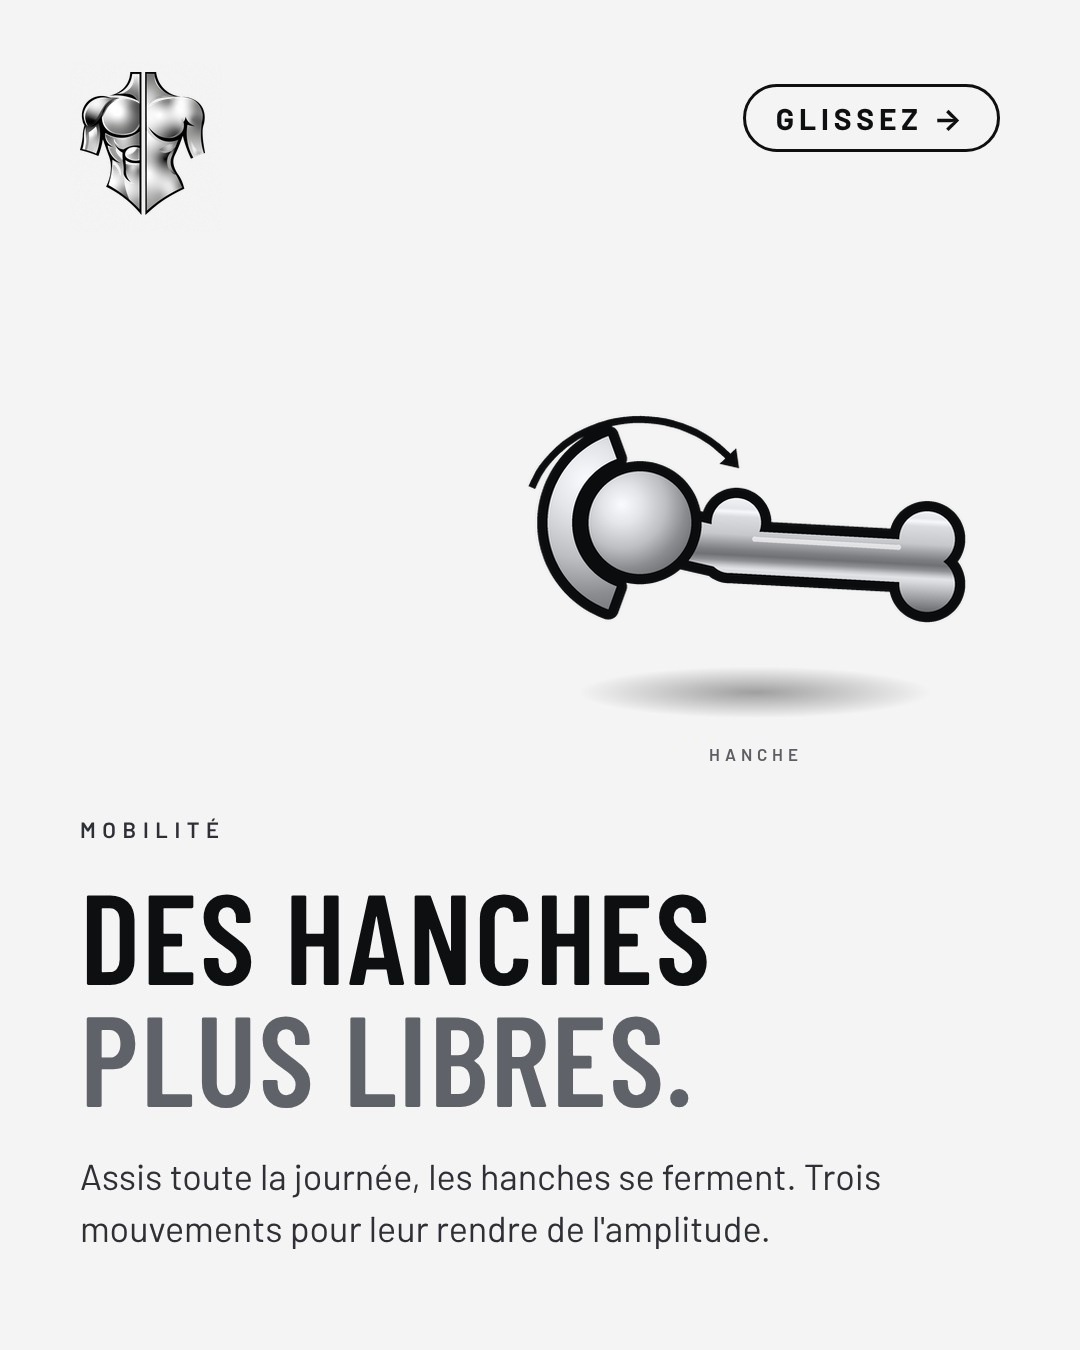 GLISSEZ →
HANCHE
MOBILITÉ
DES HANCHES
PLUS LIBRES.
Assis toute la journée, les hanches se ferment. Trois
mouvements pour leur rendre de l'amplitude.